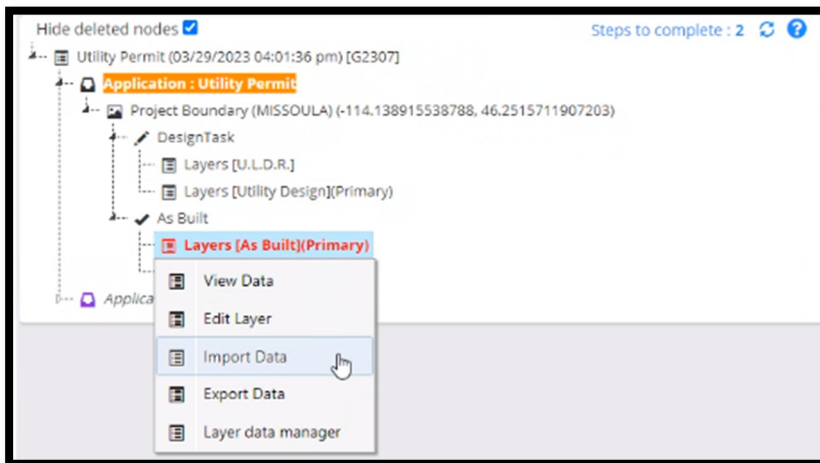 Hide deleted nodes
Steps to complete : 2
Utility Permit (03/29/2023 04:01:36 pm) [G2307]
Application : Utility Permit
Project Boundary (MISSOULA) (-114.138915538788, 46.2515711907203)
DesignTask
Layers [U.L.D.R.]
Layers [Utility Design](Primary)
As Built
Layers [As Built](Primary)
View Data
Applica
Edit Layer
Import Data
Export Data
Layer data manager